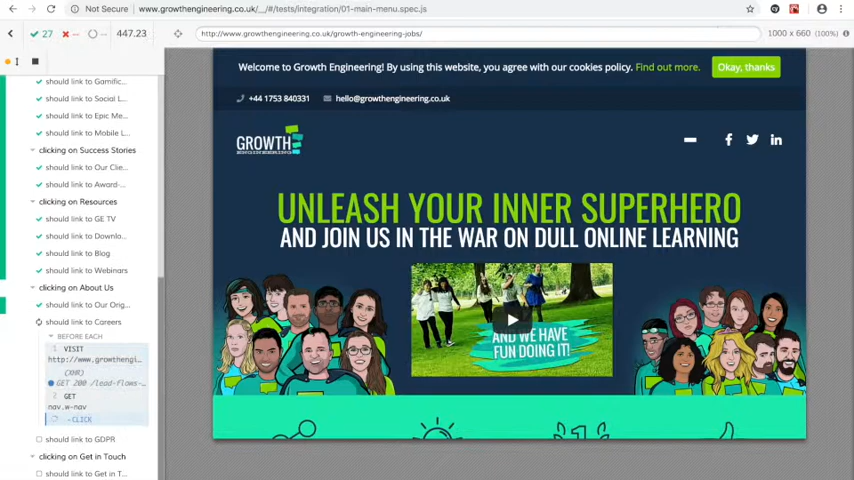 Not Secure
www.growthengineering.co.uk/__/#/tests/integration/01-main-menu.spec.js
27
--
447.23
http://www.growthengineering.co.uk/growth-engineering-jobs/
1000 x 660 (100%)
should link to Gamific...
should link to Social L...
should link to Epic Me...
should link to Mobile L...
clicking on Success Stories
should link to Our Clie...
should link to Award-...
clicking on Resources
should link to GE TV
should link to Downlo...
should link to Blog
should link to Webinars
clicking on About Us
should link to Our Orig...
should link to Careers
BEFORE EACH
1 VISIT
http://www.growthengi...
(XHR)
GET 200 /lead-flows-...
2 GET
nav.w-nav
-CLICK
should link to GDPR
clicking on Get in Touch
should link to Get in T...
Welcome to Growth Engineering! By using this website, you agree with our cookies policy. Find out more.
Okay, thanks
+44 1753 840331
hello@growthengineering.co.uk
GROWTH
ENGINEERING
UNLEASH YOUR INNER SUPERHERO
AND JOIN US IN THE WAR ON DULL ONLINE LEARNING
AND WE HAVE
FUN DOING IT!